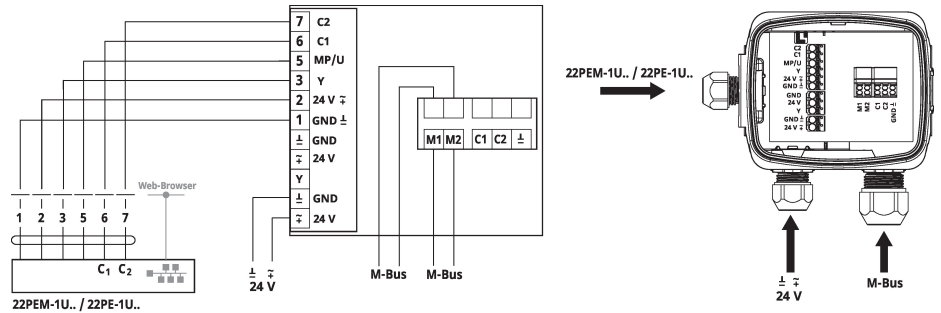 7 C2
6 C1
5 MP/U
3 Y
2 24 V ⩲
1 GND ⊥
⊥ GND
⩲ 24 V
Y
⊥ GND
⩲ 24 V
M1 M2 C1 C2 ⊥
Web-Browser
1 2 3 5 6 7
C1 C2
22PEM-1U.. / 22PE-1U..
⊥ ⩲
24 V
M-Bus M-Bus
22PEM-1U.. / 22PE-1U..
C2
C1
MP/U
Y
24 V ⩲
GND ⊥
GND
24 V
Y
GND ⊥
24 V ⩲
M1
M2
C1
C2
GND ⊥
⊥ ⩲
24 V
M-Bus